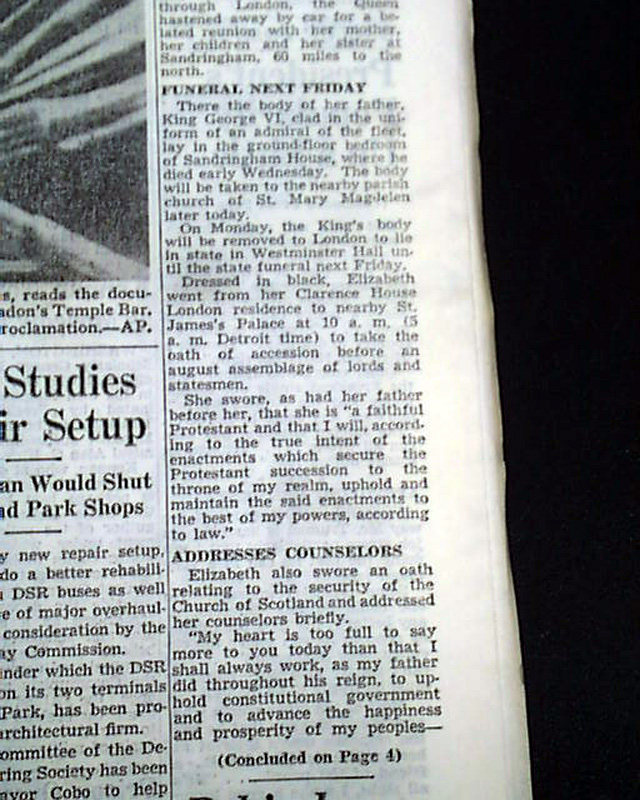 s, reads the docu-
ndon's Temple Bar.
roclamation.—AP.
Studies
ir Setup
an Would Shut
nd Park Shops
y new repair setup,
do a better rehabili-
DSR buses as well
e of major overhaul-
consideration by the
ay Commission.
nder which the DSR
on its two terminals
Park, has been pro-
architectural firm.
ommittee of the De-
ring Society has been
ayor Cobo to help
through London, the Queen
hastened away by car for a be-
lated reunion with her mother,
her children and her sister at
Sandringham, 60 miles to the
north.
FUNERAL NEXT FRIDAY
There the body of her father,
King George VI, clad in the uni-
form of an admiral of the fleet,
lay in the ground-floor bedroom
of Sandringham House, where he
died early Wednesday. The body
will be taken to the nearby parish
church of St. Mary Magdelen
later today.
On Monday, the King's body
will be removed to London to lie
in state in Westminster Hall un-
til the state funeral next Friday.
Dressed in black, Elizabeth
went from her Clarence House
London residence to nearby St.
James's Palace at 10 a. m. (5
a. m. Detroit time) to take the
oath of accession before an
august assemblage of lords and
statesmen.
She swore, as had her father
before her, that she is "a faithful
Protestant and that I will, accord-
ing to the true intent of the
enactments which secure the
Protestant succession to the
throne of my realm, uphold and
maintain the said enactments to
the best of my powers, according
to law."
ADDRESSES COUNSELORS
Elizabeth also swore an oath
relating to the security of the
Church of Scotland and addressed
her counselors briefly.
"My heart is too full to say
more to you today than that I
shall always work, as my father
did throughout his reign, to up-
hold constitutional government
and to advance the happiness
and prosperity of my peoples—
(Concluded on Page 4)